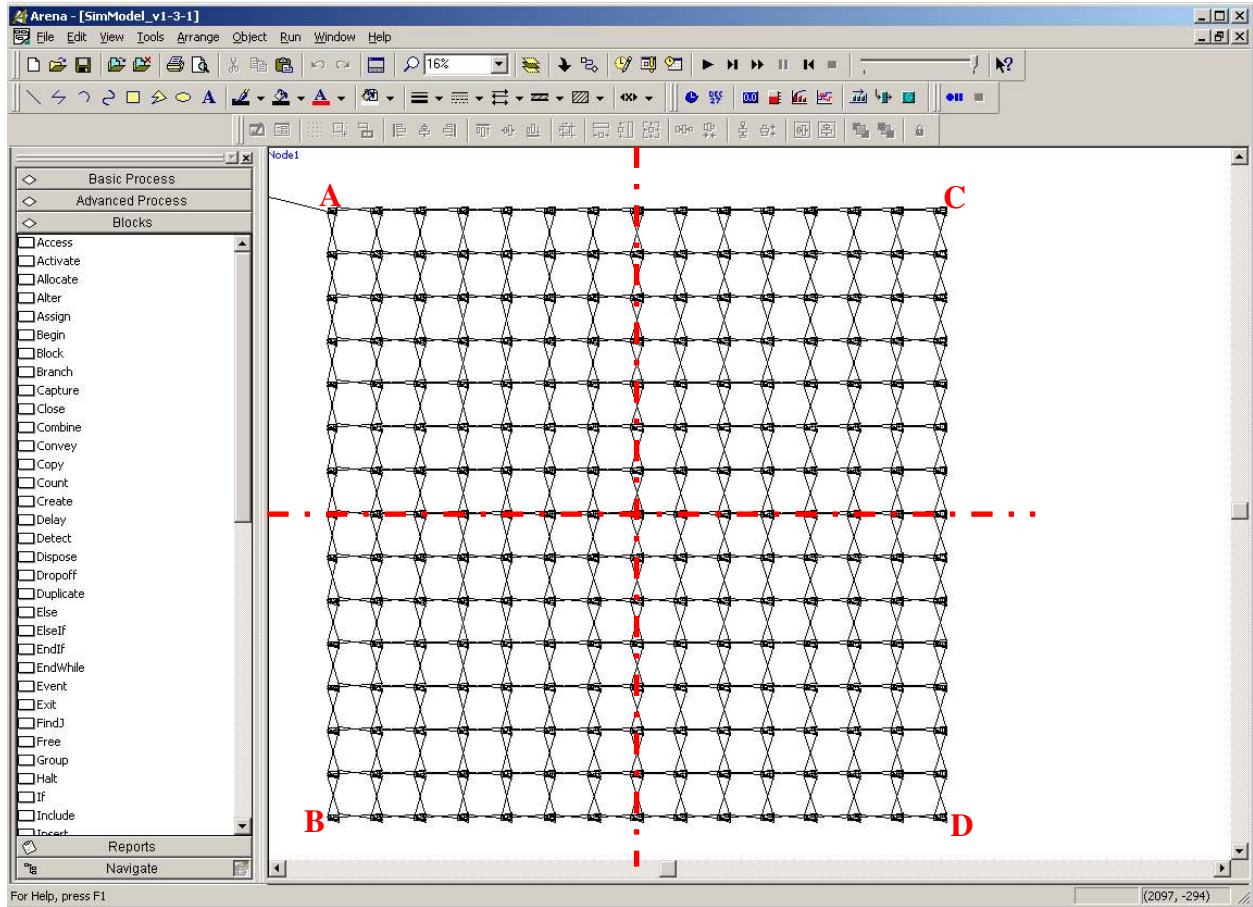 Arena - [SimModel_v1-3-1]
File Edit View Tools Arrange Object Run Window Help
16%
A
0.0
Basic Process
Advanced Process
Blocks
Access
Activate
Allocate
Alter
Assign
Begin
Block
Branch
Capture
Close
Combine
Convey
Copy
Count
Create
Delay
Detect
Dispose
Dropoff
Duplicate
Else
ElseIf
EndIf
EndWhile
Event
Exit
FindJ
Free
Group
Halt
If
Include
Insert
Reports
Navigate
Node1
A
C
B
D
For Help, press F1
(2097, -294)